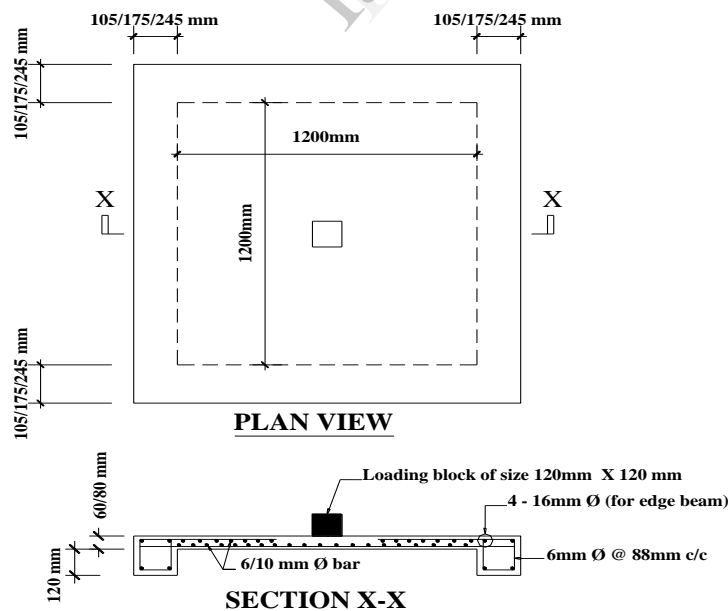 105/175/245 mm 105/175/245 mm
105/175/245 mm
1200mm
X X
1200mm
105/175/245 mm
PLAN VIEW
Loading block of size 120mm X 120 mm
4 - 16mm Ø (for edge beam)
60/80 mm
6/10 mm Ø bar
6mm Ø @ 88mm c/c
120 mm
SECTION X-X